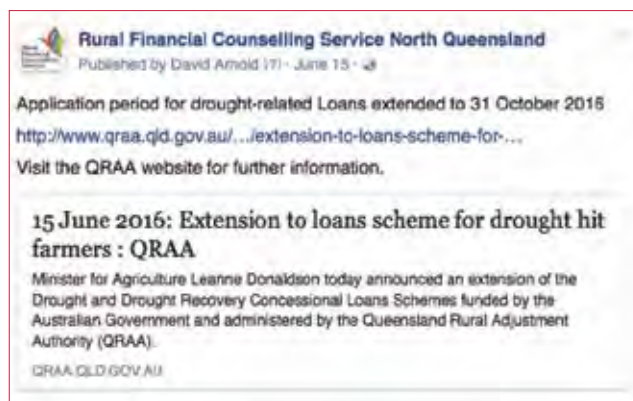 Rural Financial Counselling Service North Queensland
Published by David Arnold [?] · June 15 ·
Application period for drought-related Loans extended to 31 October 2016
http://www.qraa.qld.gov.au/.../extension-to-loans-scheme-for-...
Visit the QRAA website for further information.
15 June 2016: Extension to loans scheme for drought hit
farmers : QRAA
Minister for Agriculture Leanne Donaldson today announced an extension of the
Drought and Drought Recovery Concessional Loans Schemes funded by the
Australian Government and administered by the Queensland Rural Adjustment
Authority (QRAA).
QRAA.QLD.GOV.AU